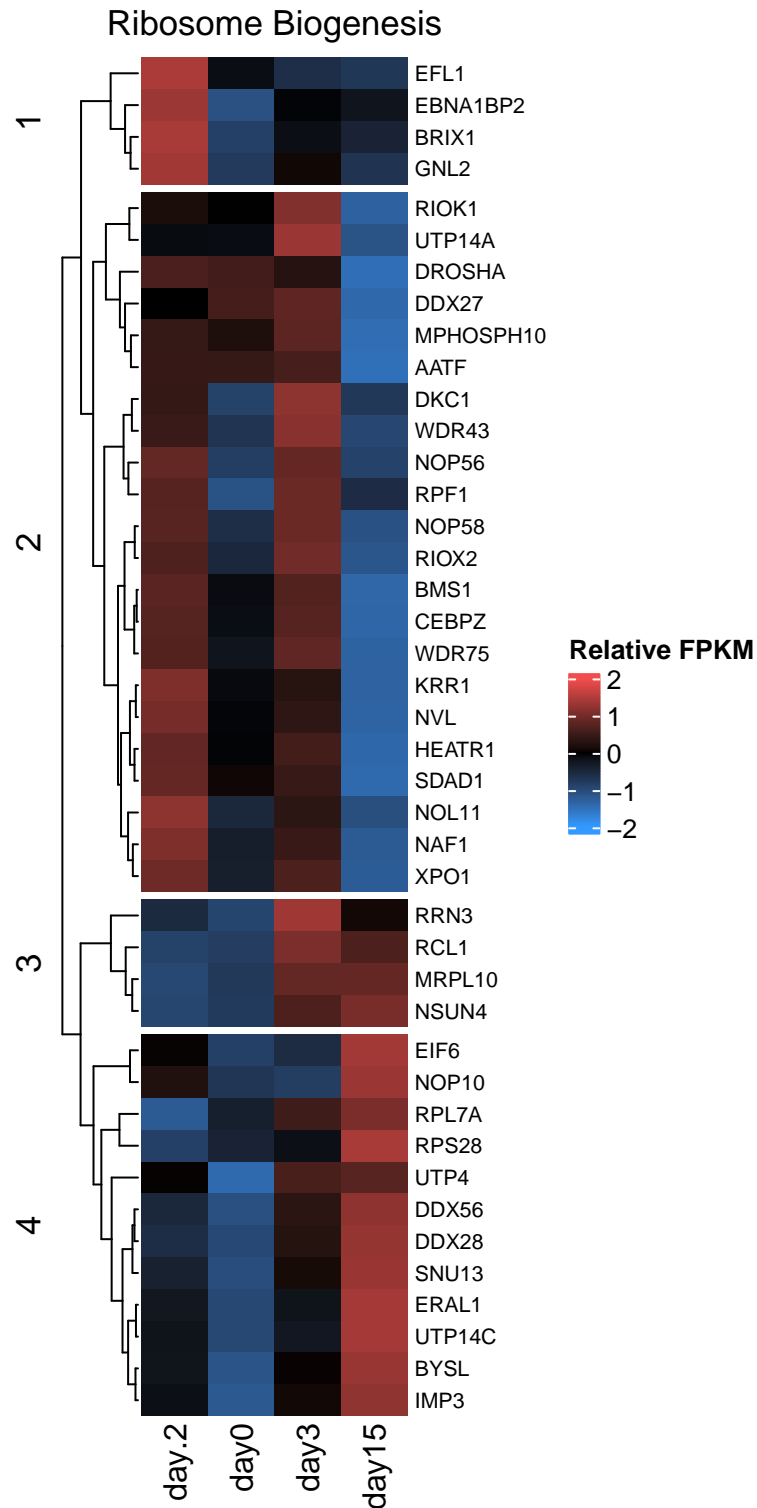 Ribosome Biogenesis
1
EFL1
EBNA1BP2
BRIX1
GNL2
2
RIOK1
UTP14A
DROSHA
DDX27
MPHOSPH10
AATF
DKC1
WDR43
NOP56
RPF1
NOP58
RIOX2
BMS1
CEBPZ
WDR75
KRR1
NVL
HEATR1
SDAD1
NOL11
NAF1
XPO1
3
RRN3
RCL1
MRPL10
NSUN4
4
EIF6
NOP10
RPL7A
RPS28
UTP4
DDX56
DDX28
SNU13
ERAL1
UTP14C
BYSL
IMP3
day.2
day0
day3
day15
Relative FPKM
2
1
0
−1
−2